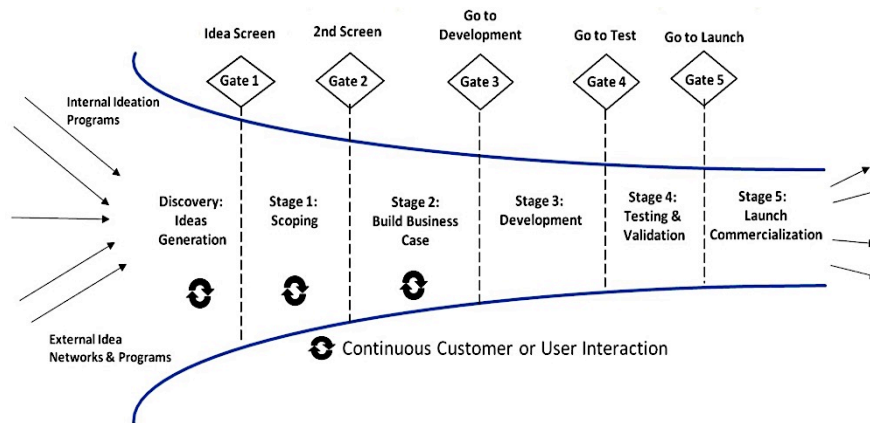 Idea Screen
2nd Screen
Go to
Development
Go to Test
Go to Launch
Gate 1
Gate 2
Gate 3
Gate 4
Gate 5
Internal Ideation
Programs
Discovery:
Ideas
Generation
Stage 1:
Scoping
Stage 2:
Build Business
Case
Stage 3:
Development
Stage 4:
Testing &
Validation
Stage 5:
Launch
Commercialization
External Idea
Networks & Programs
Continuous Customer or User Interaction